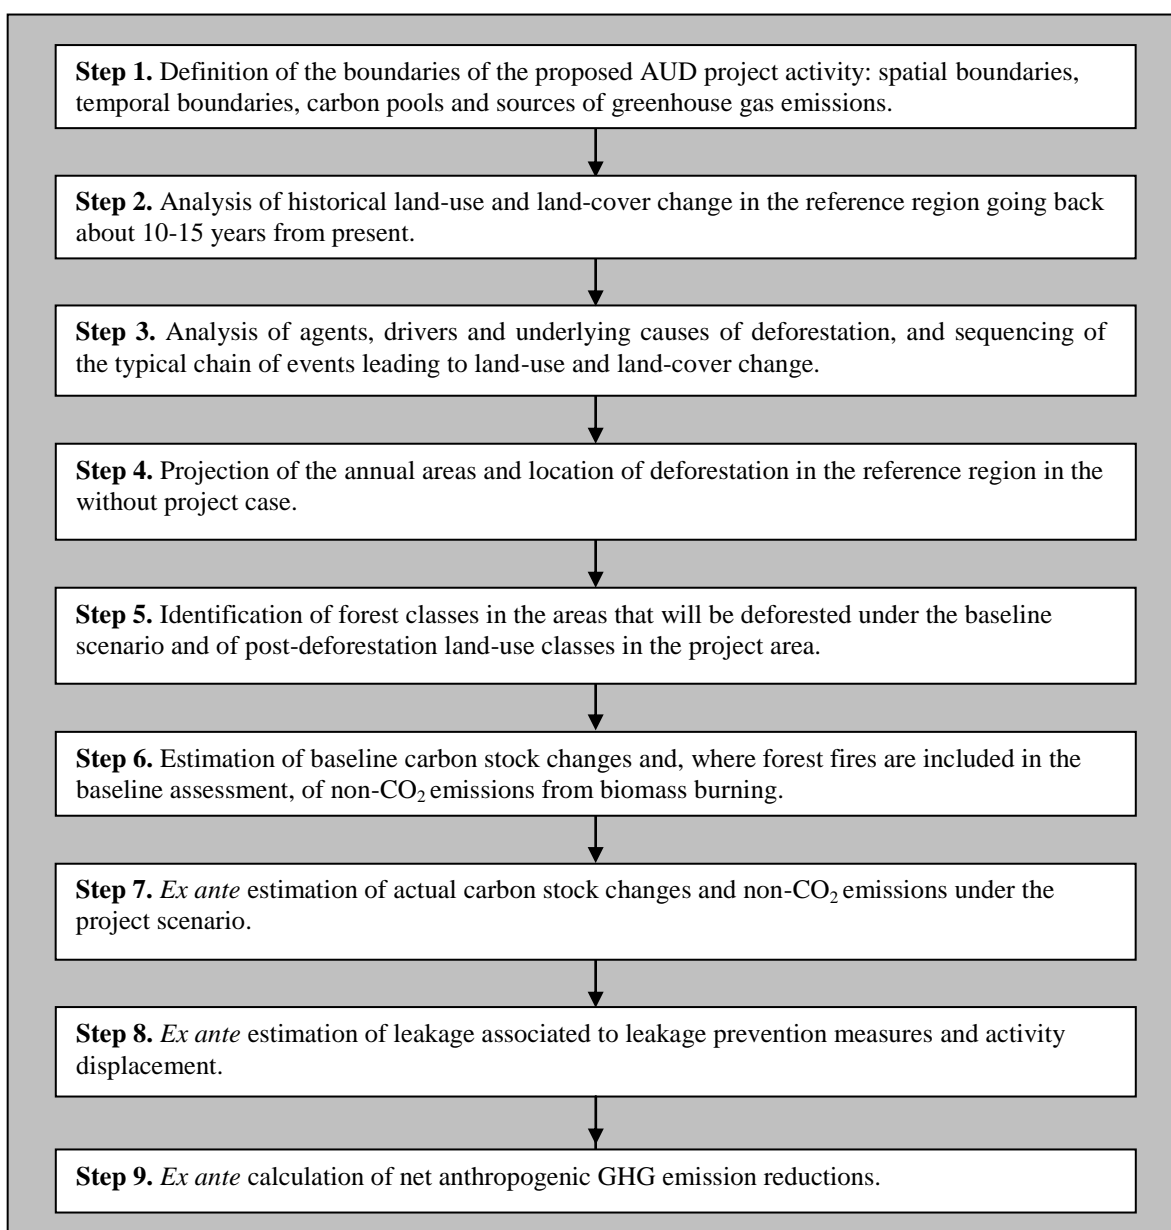 Step 1. Definition of the boundaries of the proposed AUD project activity: spatial boundaries,
temporal boundaries, carbon pools and sources of greenhouse gas emissions.
Step 2. Analysis of historical land-use and land-cover change in the reference region going back
about 10-15 years from present.
Step 3. Analysis of agents, drivers and underlying causes of deforestation, and sequencing of
the typical chain of events leading to land-use and land-cover change.
Step 4. Projection of the annual areas and location of deforestation in the reference region in the
without project case.
Step 5. Identification of forest classes in the areas that will be deforested under the baseline
scenario and of post-deforestation land-use classes in the project area.
Step 6. Estimation of baseline carbon stock changes and, where forest fires are included in the
baseline assessment, of non-CO₂ emissions from biomass burning.
Step 7. Ex ante estimation of actual carbon stock changes and non-CO₂ emissions under the
project scenario.
Step 8. Ex ante estimation of leakage associated to leakage prevention measures and activity
displacement.
Step 9. Ex ante calculation of net anthropogenic GHG emission reductions.